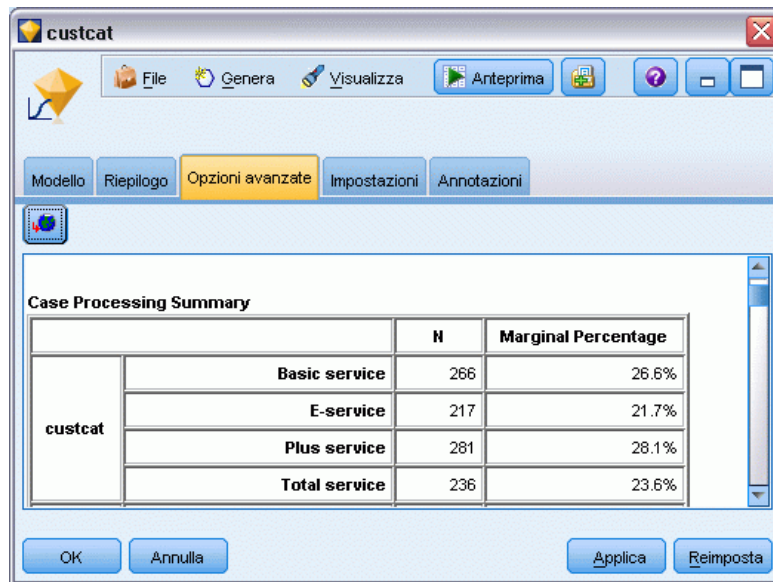 custcat
File Genera Visualizza Anteprima
Modello Riepilogo Opzioni avanzate Impostazioni Annotazioni
Case Processing Summary
N Marginal Percentage
custcat
Basic service 266 26.6%
E-service 217 21.7%
Plus service 281 28.1%
Total service 236 23.6%
OK Annulla Applica Reimposta